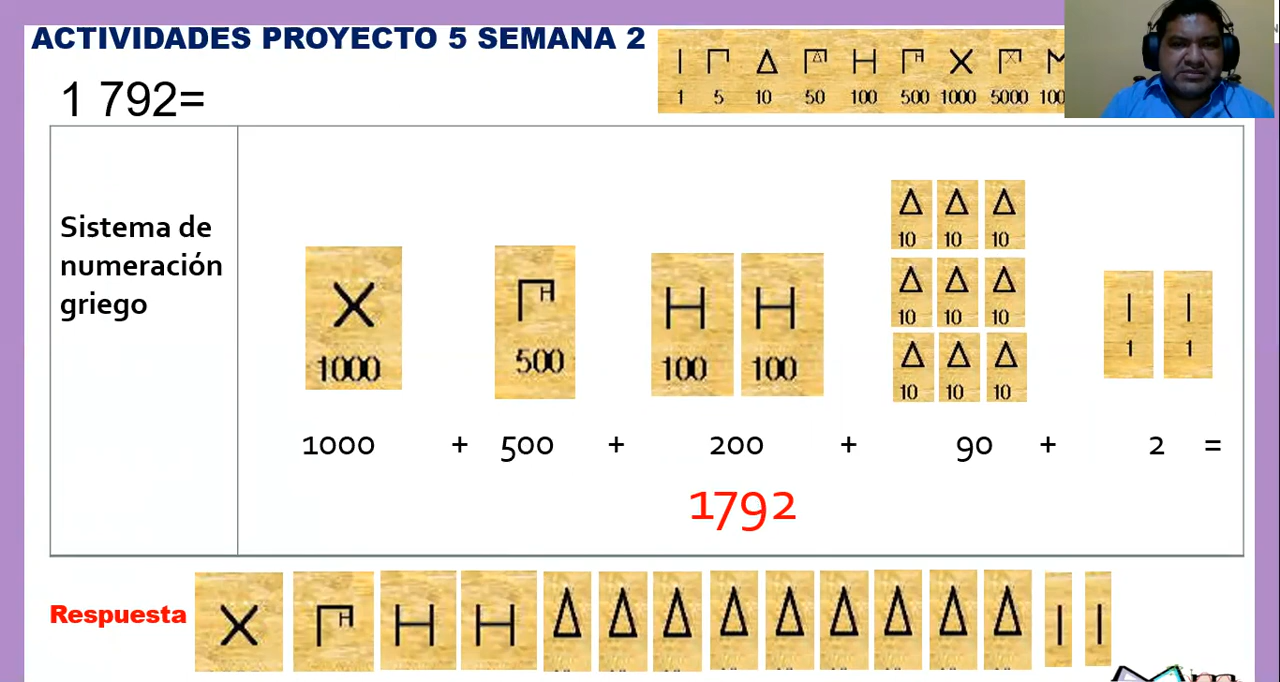 ACTIVIDADES PROYECTO 5 SEMANA 2
Ι Γ Δ 𐅄 Η 𐅅 Χ 𐅆 Μ
1 5 10 50 100 500 1000 5000 100
1 792=
Sistema de
numeración
griego
Χ 𐅅 Η Η
1000 500 100 100
Δ Δ Δ
10 10 10
Δ Δ Δ
10 10 10
Δ Δ Δ
10 10 10
Ι Ι
1 1
1000 + 500 + 200 + 90 + 2 =
1792
Respuesta Χ 𐅅 Η Η Δ Δ Δ Δ Δ Δ Δ Δ Δ Ι Ι